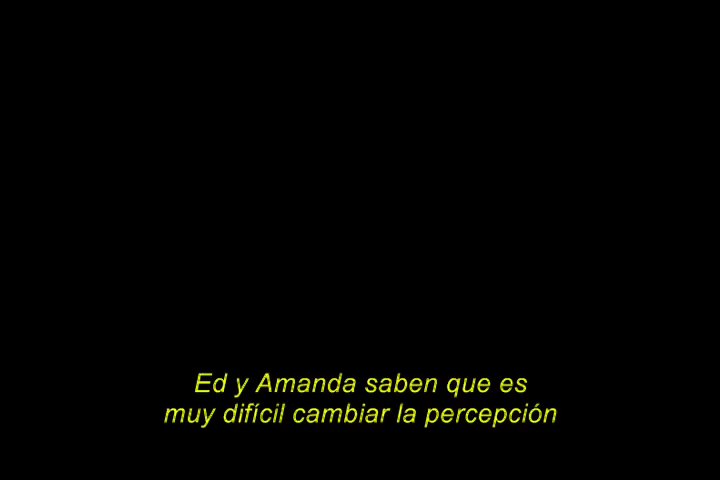 Ed y Amanda saben que es
muy difícil cambiar la percepción